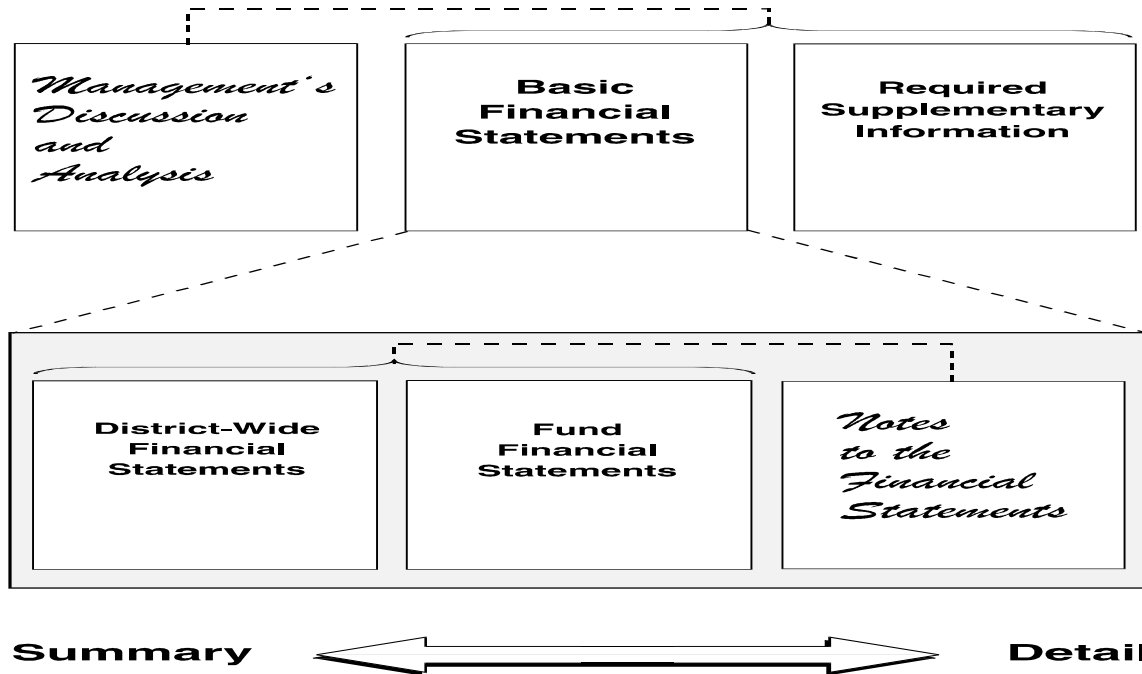 Management's
Discussion
and
Analysis
Basic
Financial
Statements
Required
Supplementary
Information
District-Wide
Financial
Statements
Fund
Financial
Statements
Notes
to the
Financial
Statements
Summary
Detail